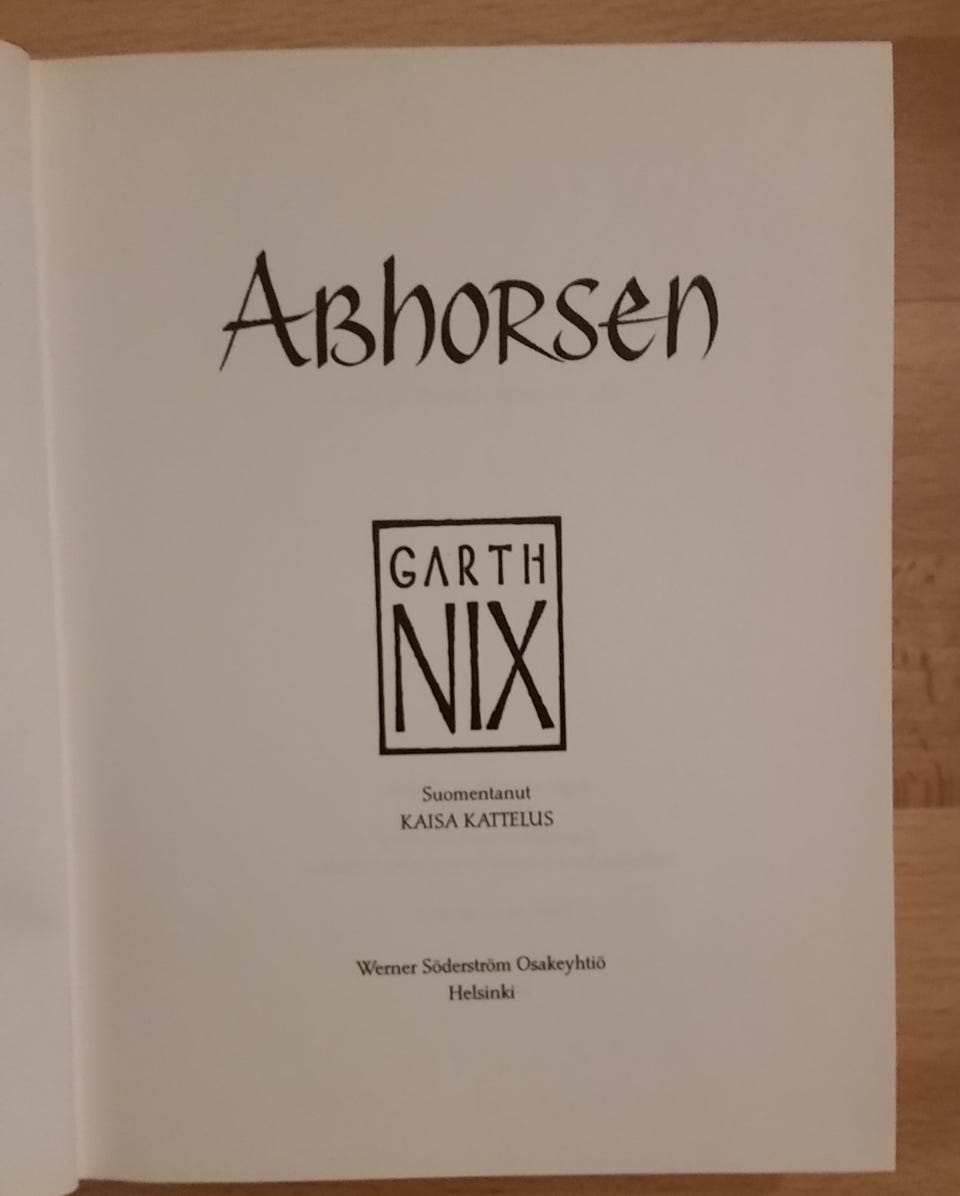 Abhorsen
GARTH
NIX
Suomentanut
KAISA KATTELUS
Werner Söderström Osakeyhtiö
Helsinki